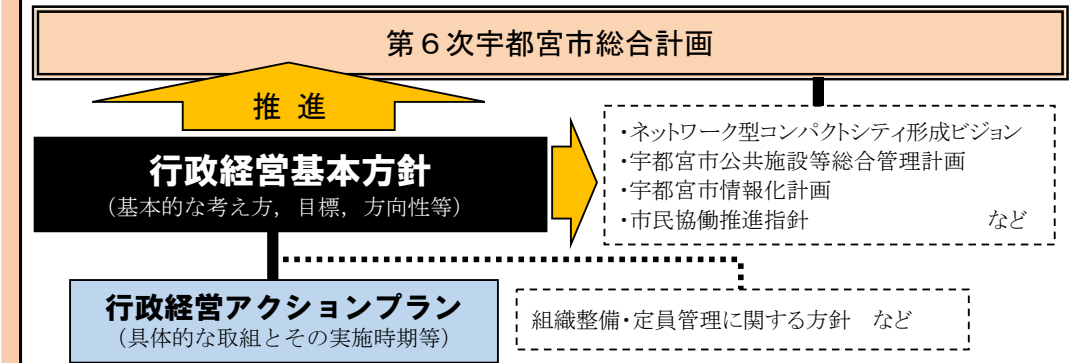 第６次宇都宮市総合計画
推 進
行政経営基本方針
（基本的な考え方，目標，方向性等）
・ネットワーク型コンパクトシティ形成ビジョン
・宇都宮市公共施設等総合管理計画
・宇都宮市情報化計画
・市民協働推進指針　　　　　　　　など
行政経営アクションプラン
（具体的な取組とその実施時期等）
組織整備・定員管理に関する方針　など